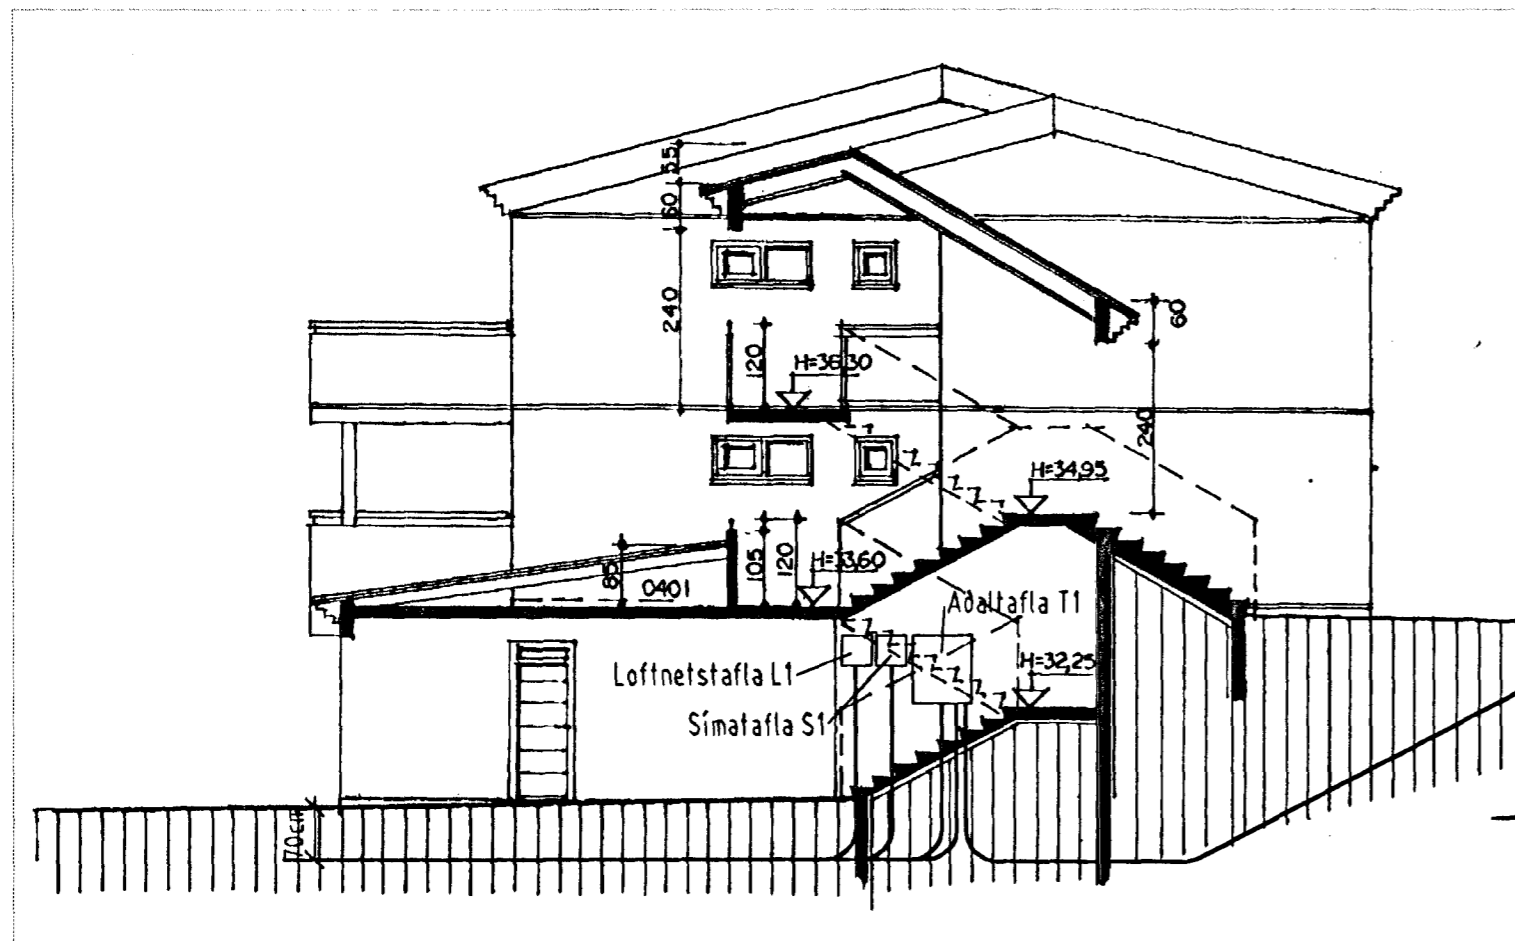 55
60
240
60
120
H=36,30
240
H=34,95
105
120
H=33,60
85
0401
Aðaltafla T1
Loftnetstafla L1
H=32,25
Símatafla S1
70cm